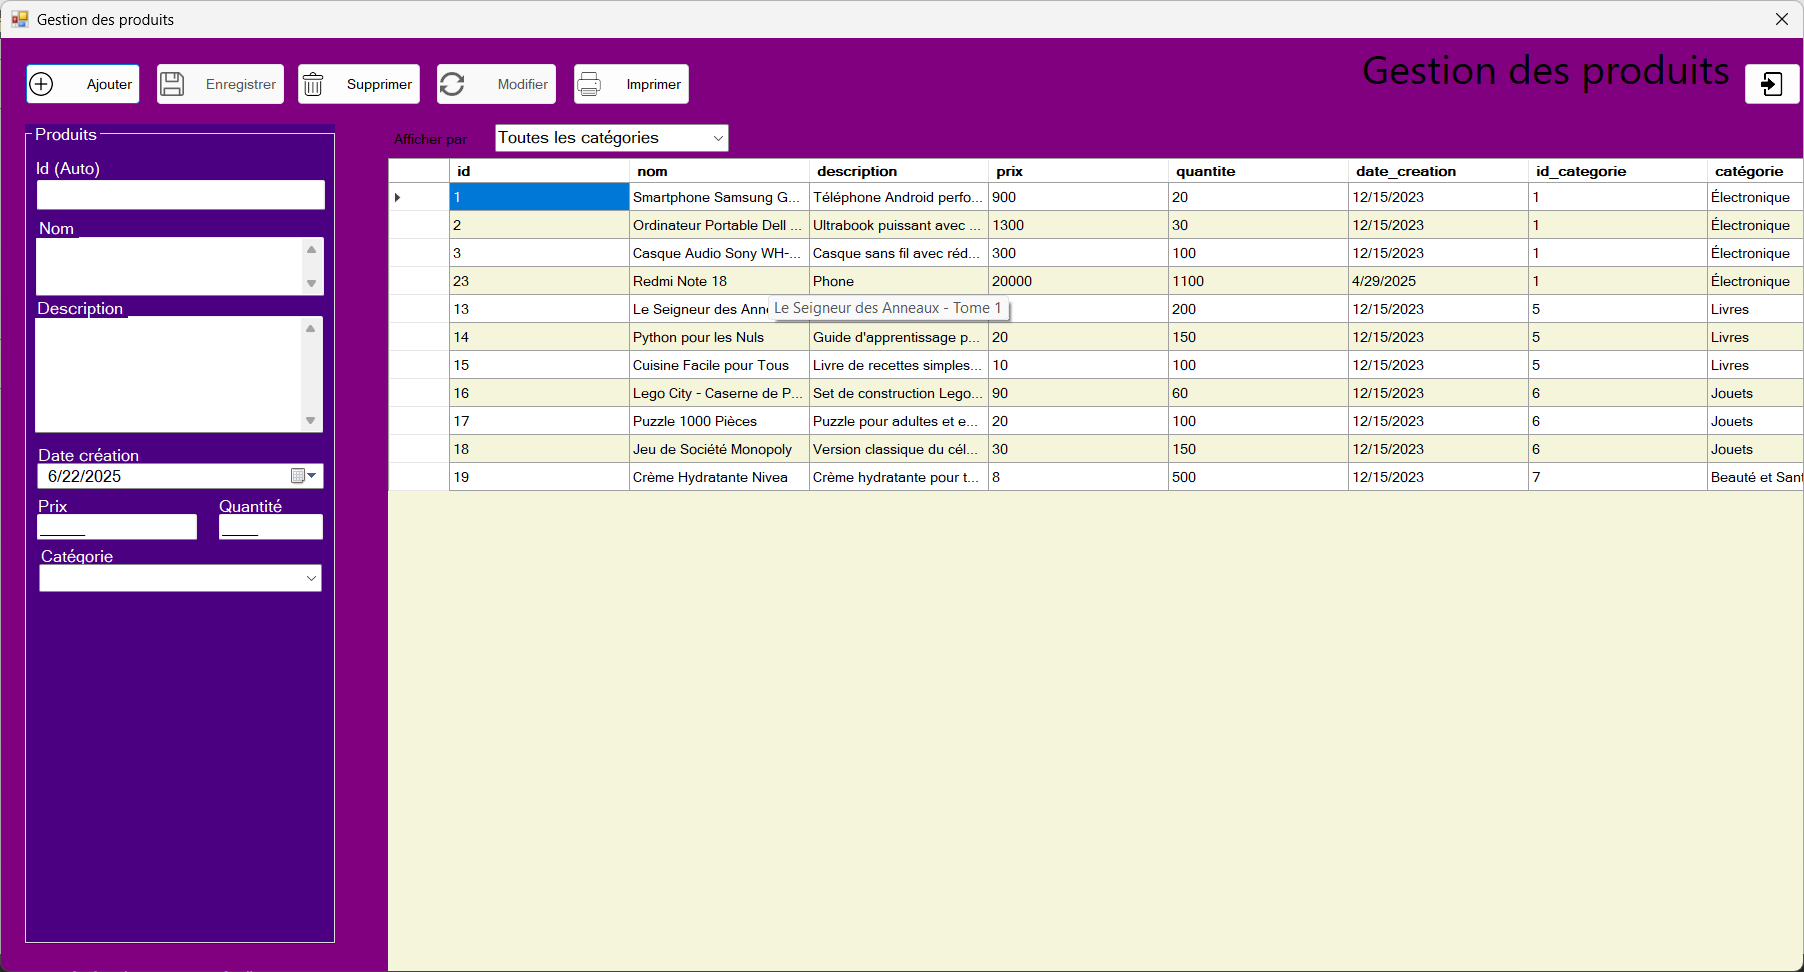 Gestion des produits
Gestion des produits
Ajouter Enregistrer Supprimer Modifier Imprimer
Produits
Id (Auto)
Nom
Description
Date création
6/22/2025
Prix Quantité
Catégorie
Afficher par Toutes les catégories
id nom description prix quantite date_creation id_categorie catégorie
1 Smartphone Samsung G... Téléphone Android perfo... 900 20 12/15/2023 1 Électronique
2 Ordinateur Portable Dell ... Ultrabook puissant avec ... 1300 30 12/15/2023 1 Électronique
3 Casque Audio Sony WH-... Casque sans fil avec réd... 300 100 12/15/2023 1 Électronique
23 Redmi Note 18 Phone 20000 1100 4/29/2025 1 Électronique
13 Le Seigneur des Anne Le Seigneur des Anneaux - Tome 1 200 12/15/2023 5 Livres
14 Python pour les Nuls Guide d'apprentissage p... 20 150 12/15/2023 5 Livres
15 Cuisine Facile pour Tous Livre de recettes simples... 10 100 12/15/2023 5 Livres
16 Lego City - Caserne de P... Set de construction Lego... 90 60 12/15/2023 6 Jouets
17 Puzzle 1000 Pièces Puzzle pour adultes et e... 20 100 12/15/2023 6 Jouets
18 Jeu de Société Monopoly Version classique du cél... 30 150 12/15/2023 6 Jouets
19 Crème Hydratante Nivea Crème hydratante pour t... 8 500 12/15/2023 7 Beauté et Sant